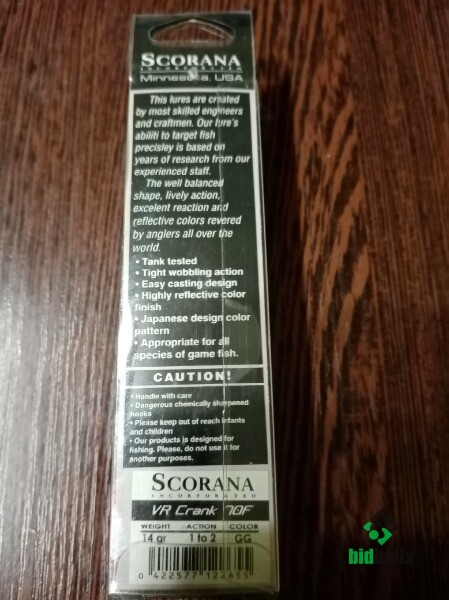 SCORANA
INCORPORATED
Minnesota, USA
This lures are created
by most skilled engineers
and craftmen. Our lure's
abiliti to target fish
precisley is based on
years of research from our
experienced staff.
The well balanced
shape, lively action,
excelent reaction and
reflective colors revered
by anglers all over the
world.
• Tank tested
• Tight wobbling action
• Easy casting design
• Highly reflective color
finish
• Japanese design color
pattern
• Appropriate for all
species of game fish.
CAUTION!
• Handle with care
• Dangerous chemically sharpened
hooks
• Please keep out of reach infants
and children
• Our products is designed for
fishing. Please, do not use it for
another purposes.
SCORANA
INCORPORATED
VR Crank 70F
WEIGHT ACTION COLOR
14 gr 1 to 2 GG
0 422577 122655
bidbaits